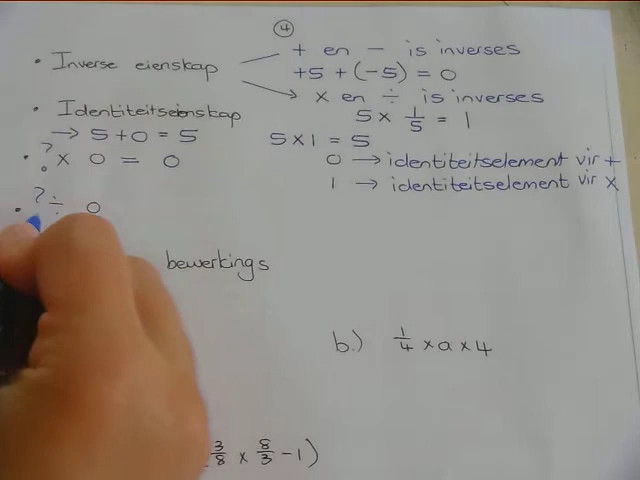 ④
• Inverse eienskap + en - is inverses
+5 + (-5) = 0
x en ÷ is inverses
• Identiteitseienskap 5 x 1/5 = 1
→ 5 + 0 = 5 5 x 1 = 5
• ? x 0 = 0 0 → identiteitselement vir +
• ? ÷ 0 1 → identiteitselement vir x
bewerkings
b.) 1/4 x a x 4
3/8 x 8/3 - 1)